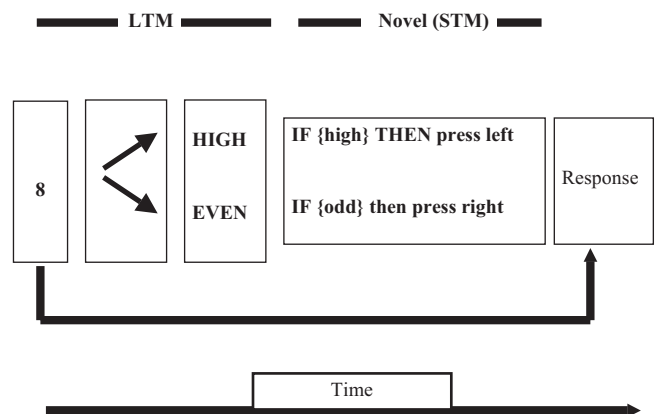 LTM Novel (STM)
8
HIGH
EVEN
IF {high} THEN press left
IF {odd} then press right
Response
Time